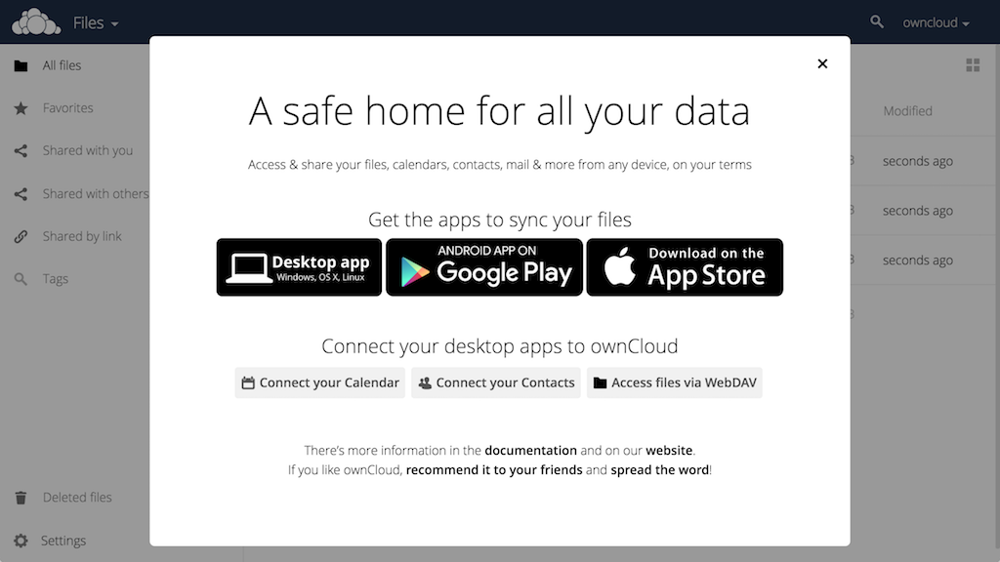 Files
owncloud
All files
Favorites
Shared with you
Shared with others
Shared by link
Tags
Deleted files
Settings
Modified
seconds ago
seconds ago
seconds ago
A safe home for all your data
Access & share your files, calendars, contacts, mail & more from any device, on your terms
Get the apps to sync your files
Desktop app
Windows, OS X, Linux
ANDROID APP ON
Google Play
Download on the
App Store
Connect your desktop apps to ownCloud
Connect your Calendar
Connect your Contacts
Access files via WebDAV
There's more information in the documentation and on our website.
If you like ownCloud, recommend it to your friends and spread the word!